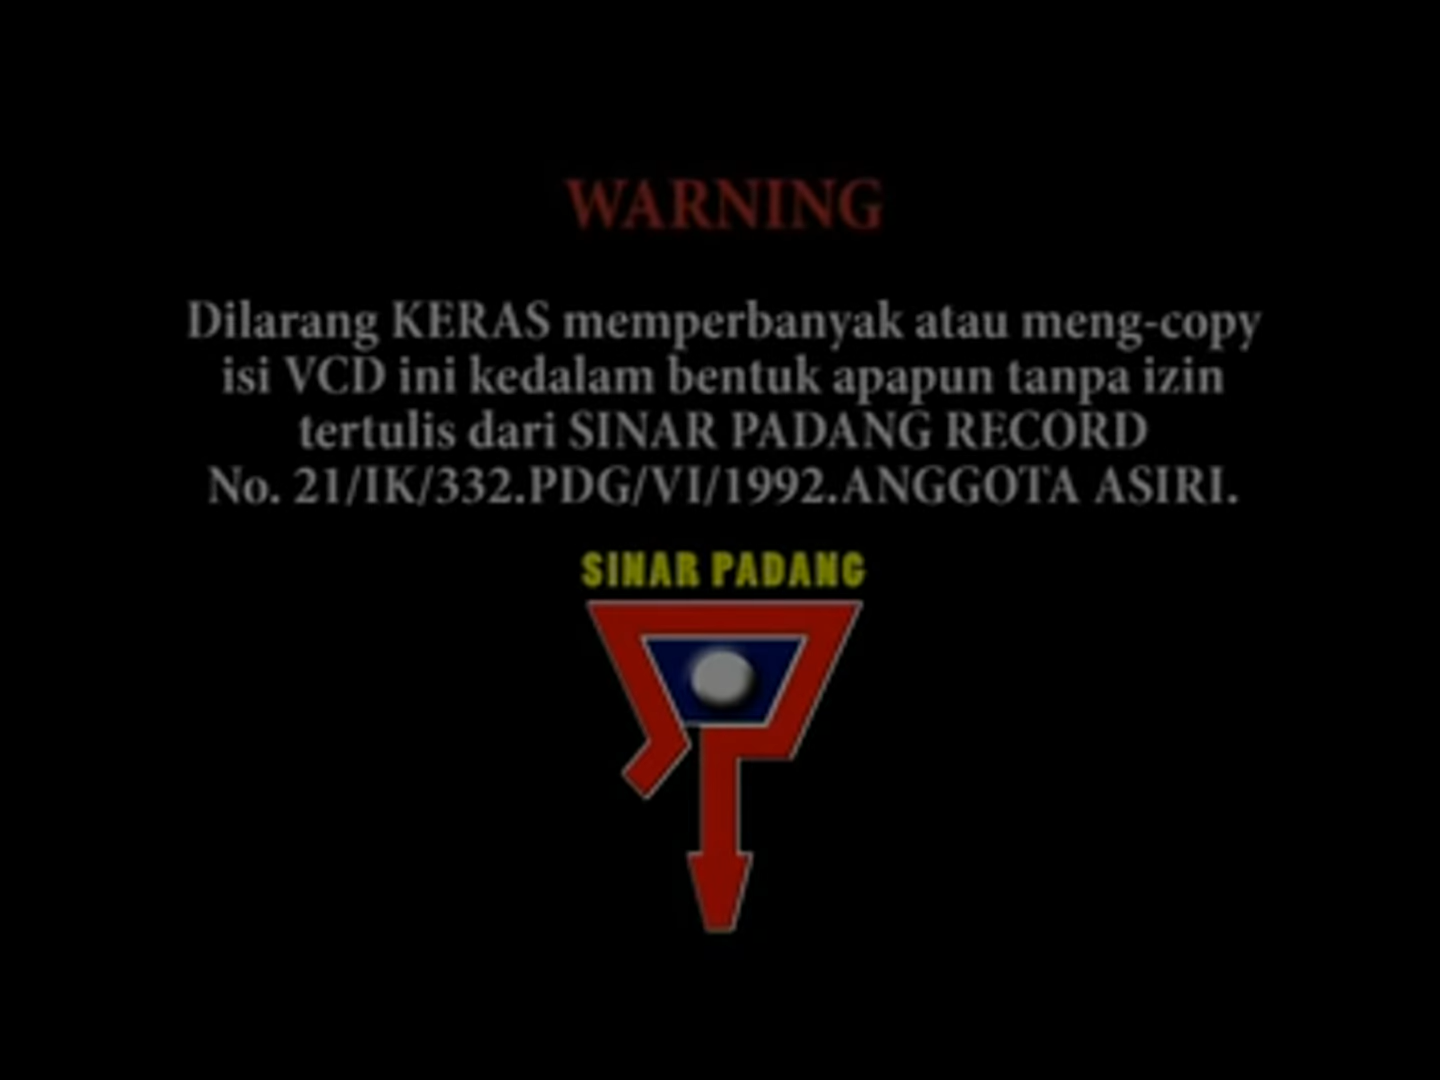 WARNING
Dilarang KERAS memperbanyak atau meng-copy
isi VCD ini kedalam bentuk apapun tanpa izin
tertulis dari SINAR PADANG RECORD
No. 21/IK/332.PDG/VI/1992.ANGGOTA ASIRI.
SINAR PADANG